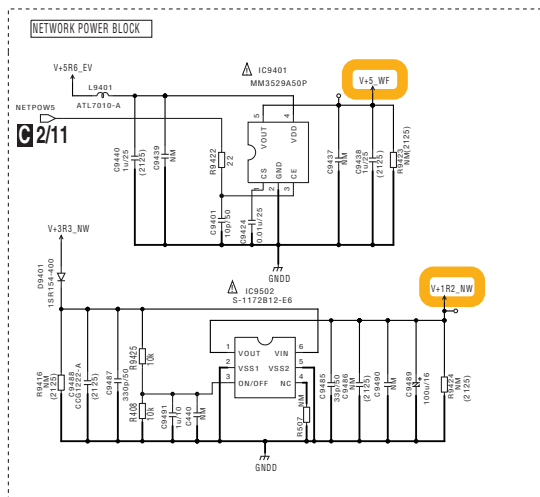 NETWORK POWER BLOCK
V+5R6_EV
L9401
ATL7010-A
NETPOW5
C 2/11
IC9401
MM3529A50P
V+5_WF
5
4
VOUT
VDD
CS
GND
CE
1
2
3
C9440
1u/25
(2125)
C9439
NM
R9422
22
C9401
10p/50
C9424
0.01u/25
C9437
NM
C9438
1u/25
(2125)
R9423
NM(2125)
GNDD
V+3R3_NW
D9401
1SR154-400
IC9502
S-1172B12-E6
V+1R2_NW
1
VOUT
VIN
6
2
VSS1
VSS2
5
3
ON/OFF
NC
4
R9416
NM
(2125)
C9488
CCG1222-A
(2125)
C9487
330p/50
R9425
10k
R408
10k
C9491
1u/10
C440
NM
R507
NM
C9485
33p/50
C9486
NM
(2125)
C9490
NM
C9489
100u/16
R9424
NM
(2125)
GNDD